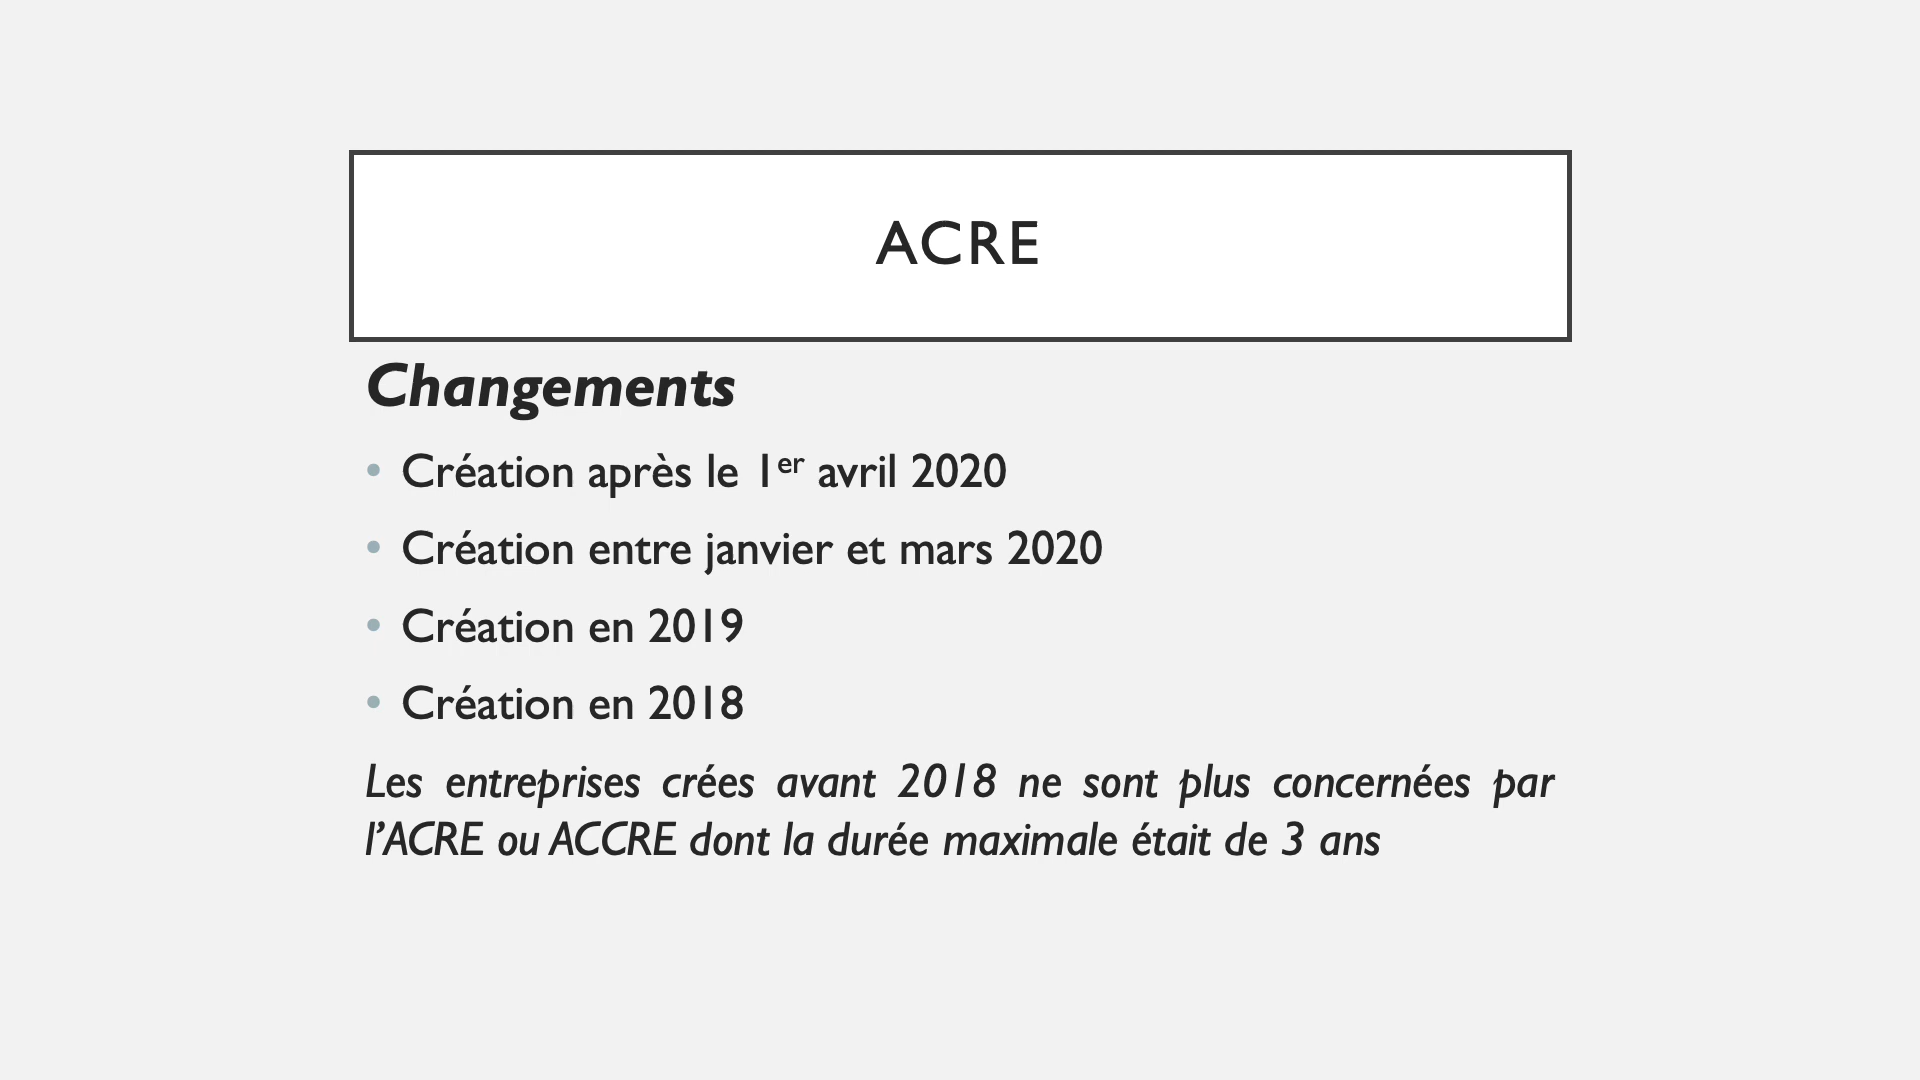 ACRE
Changements
• Création après le 1er avril 2020
• Création entre janvier et mars 2020
• Création en 2019
• Création en 2018
Les entreprises crées avant 2018 ne sont plus concernées par
l’ACRE ou ACCRE dont la durée maximale était de 3 ans